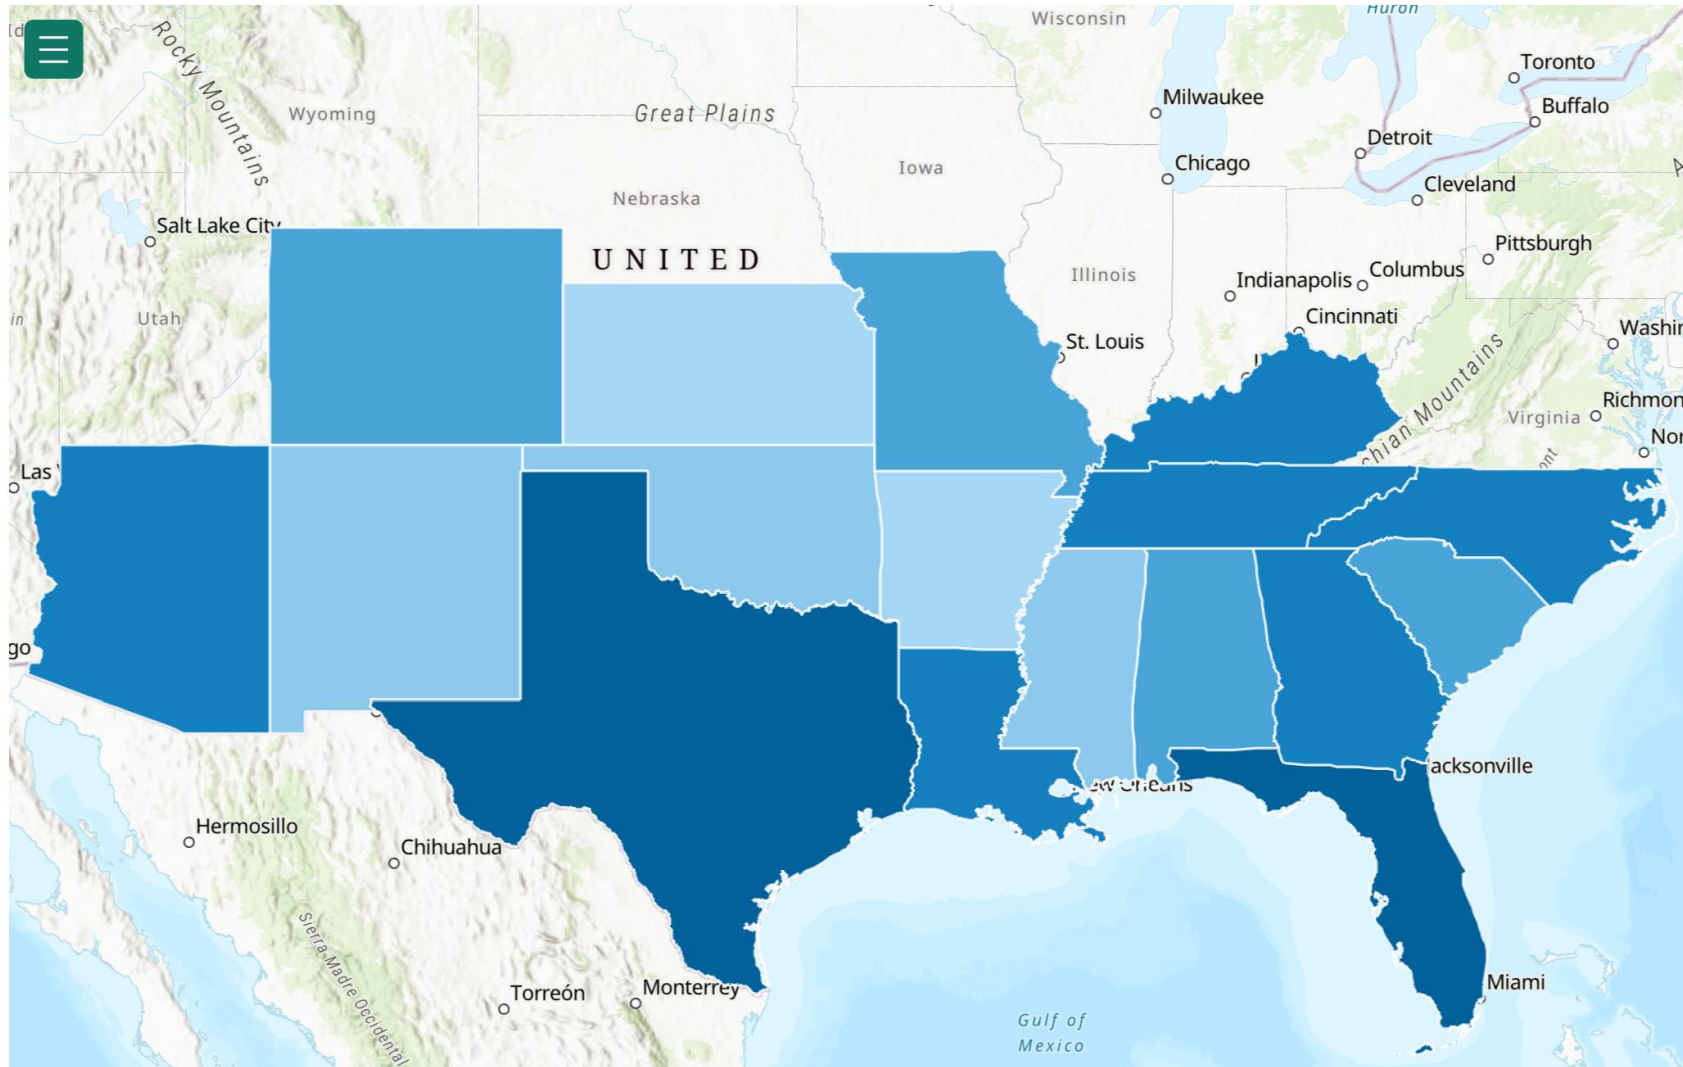 Huron
Wisconsin
Rocky Mountains
Toronto
Milwaukee
Buffalo
Wyoming
Great Plains
Detroit
Chicago
Iowa
Cleveland
Nebraska
Salt Lake City
Pittsburgh
UNITED
Illinois
Columbus
Indianapolis
Utah
Cincinnati
St. Louis
Virginia
Las
Hermosillo
Chihuahua
acksonville
Sierra Madre Occidental
Miami
Monterrey
Torreón
Gulf of
Mexico